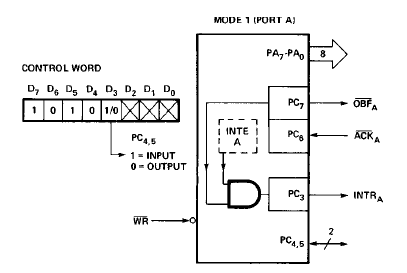 MODE 1 (PORT A)
PA7-PA0
8
CONTROL WORD
D7 D6 D5 D4 D3 D2 D1 D0
1 0 1 0 1/0 X X X
PC4,5
1 = INPUT
0 = OUTPUT
PC7
OBFA
INTE
A
PC6
ACKA
PC3
INTRA
WR
PC4,5
2